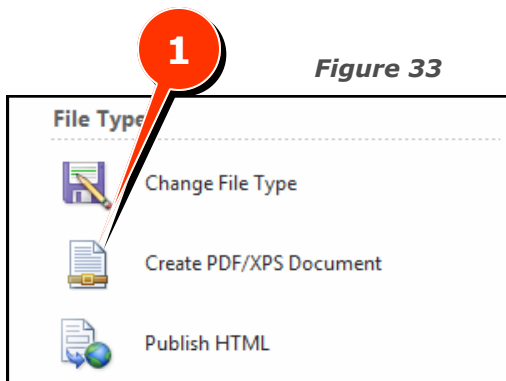 1
Figure 33
File Type
Change File Type
Create PDF/XPS Document
Publish HTML